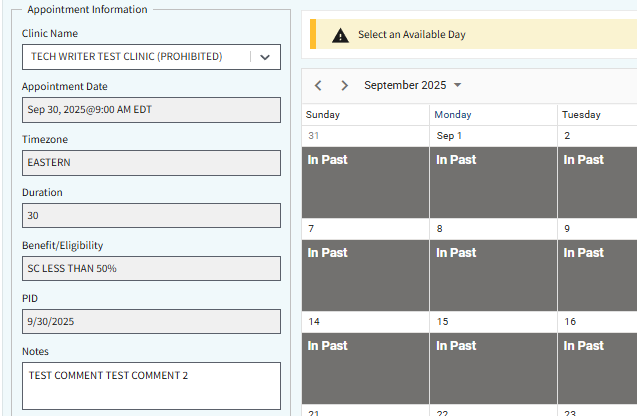 Appointment Information
Clinic Name
TECH WRITER TEST CLINIC (PROHIBITED)
Appointment Date
Sep 30, 2025@9:00 AM EDT
Timezone
EASTERN
Duration
30
Benefit/Eligibility
SC LESS THAN 50%
PID
9/30/2025
Notes
TEST COMMENT TEST COMMENT 2
Select an Available Day
September 2025
Sunday Monday Tuesday
31 Sep 1 2
In Past In Past In Past
7 8 9
In Past In Past In Past
14 15 16
In Past In Past In Past
21 22 23